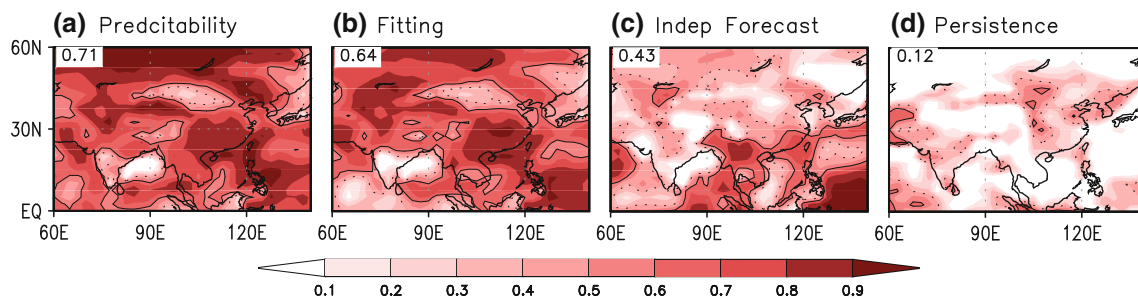 (a) Predcitability (b) Fitting (c) Indep Forecast (d) Persistence
60N 0.71 0.64 0.43 0.12
30N
EQ
60E 90E 120E 60E 90E 120E 60E 90E 120E 60E 90E 120E
0.1 0.2 0.3 0.4 0.5 0.6 0.7 0.8 0.9